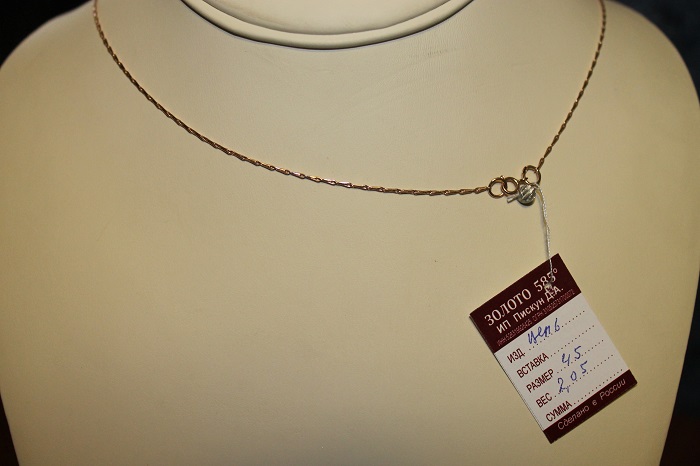 ЗОЛОТО 585°
ИП Пискун Д.А.
ИЗД. цепь
ВСТАВКА
РАЗМЕР 45
ВЕС 2,05
СУММА
Сделано в России